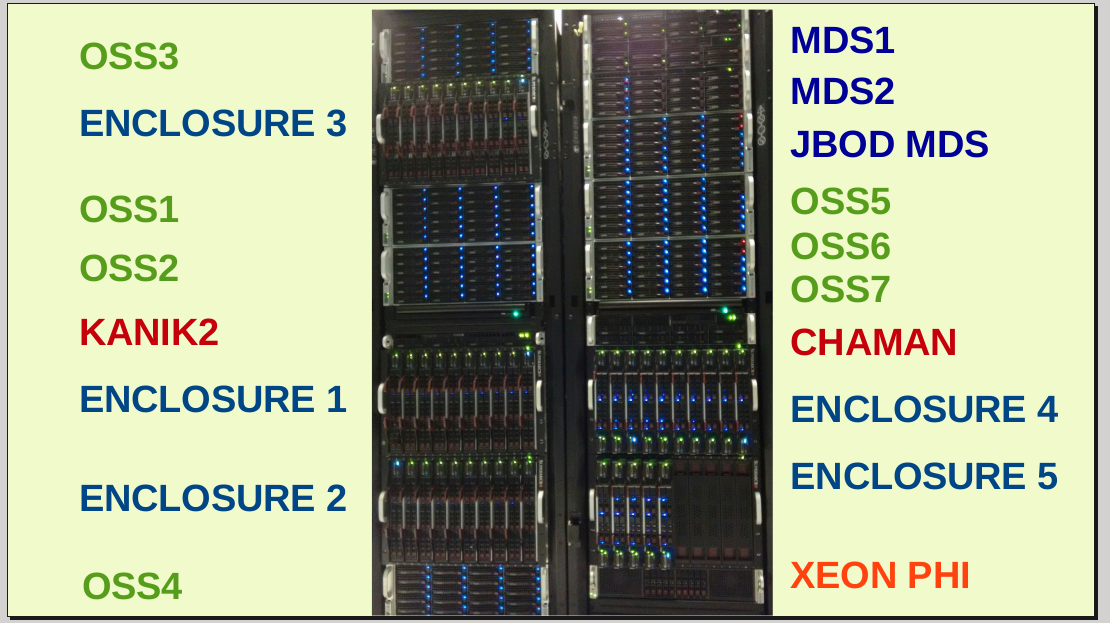 OSS3
ENCLOSURE 3
OSS1
OSS2
KANIK2
ENCLOSURE 1
ENCLOSURE 2
OSS4
MDS1
MDS2
JBOD MDS
OSS5
OSS6
OSS7
CHAMAN
ENCLOSURE 4
ENCLOSURE 5
XEON PHI